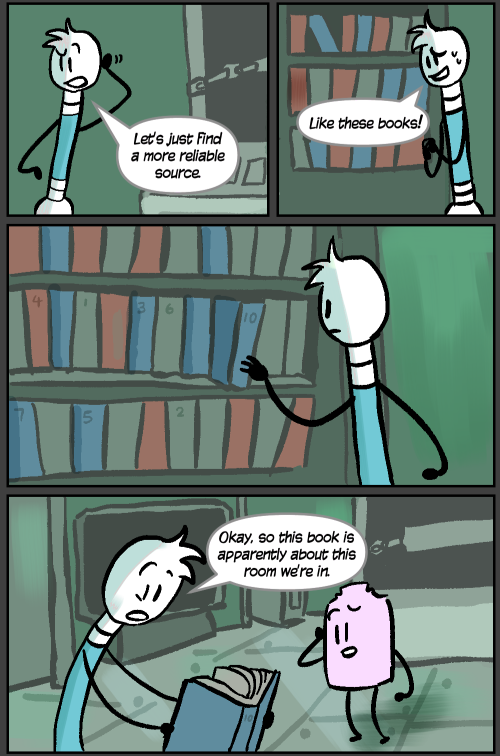 Let's just find
a more reliable
source.
Like these books!
4 1 3 6 10
7 5 2
Okay, so this book is
apparently about this
room we're in.
10